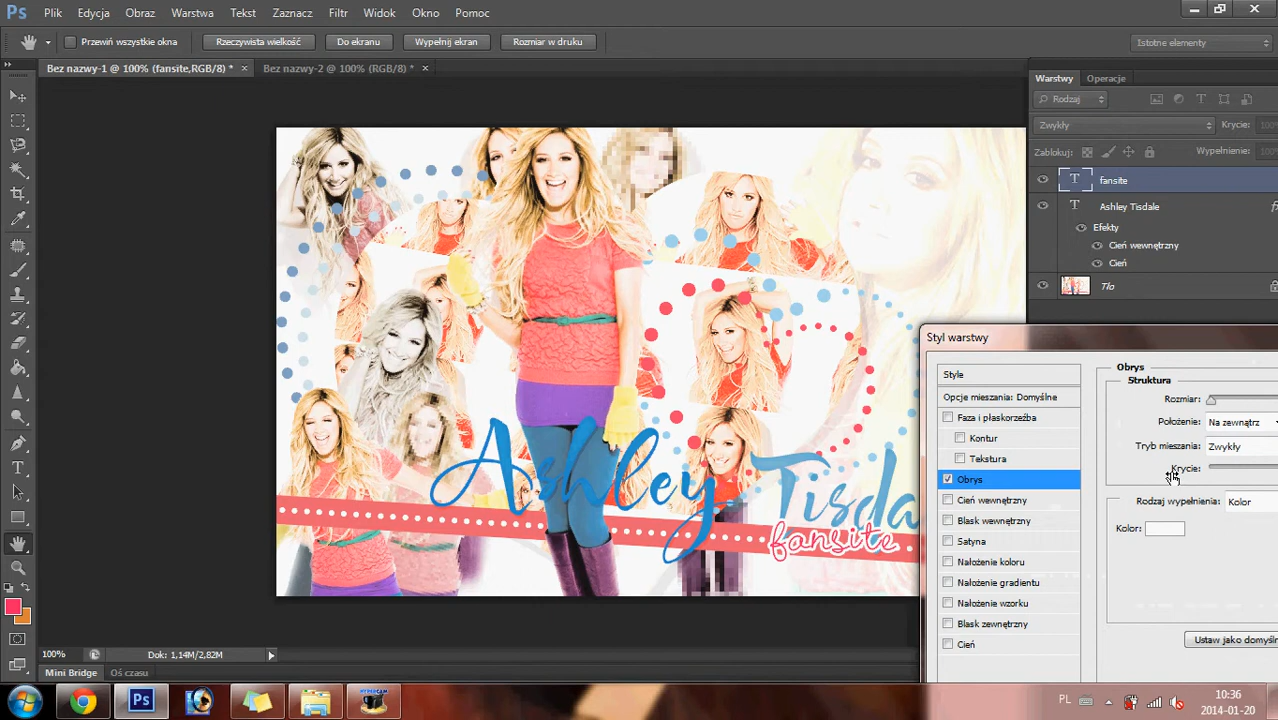 Ps Plik Edycja Obraz Warstwa Tekst Zaznacz Filtr Widok Okno Pomoc
Przewiń wszystkie okna Rzeczywista wielkość Do ekranu Wypełnij ekran Rozmiar w druku Istotne elementy
Bez nazwy-1 @ 100% (fansite,RGB/8) * × Bez nazwy-2 @ 100% (RGB/8) * ×
Warstwy Operacje
Rodzaj
Zwykły Krycie: 100
Zablokuj: Wypełnienie: 100
T fansite
T Ashley Tisdale
Efekty
Cień wewnętrzny
Cień
Tło
Ashley Tisda
fansite
Styl warstwy
Style
Opcje mieszania: Domyślne
Faza i płaskorzeźba
Kontur
Tekstura
Obrys
Cień wewnętrzny
Blask wewnętrzny
Satyna
Nałożenie koloru
Nałożenie gradientu
Nałożenie wzorku
Blask zewnętrzny
Cień
Obrys
Struktura
Rozmiar:
Położenie: Na zewnątrz
Tryb mieszania: Zwykły
Krycie:
Rodzaj wypełnienia: Kolor
Kolor:
Ustaw jako domyśln
100% Dok: 1,14M/2,82M
Mini Bridge Oś czasu
Ps HYPERCAM PL 10:36
2014-01-20